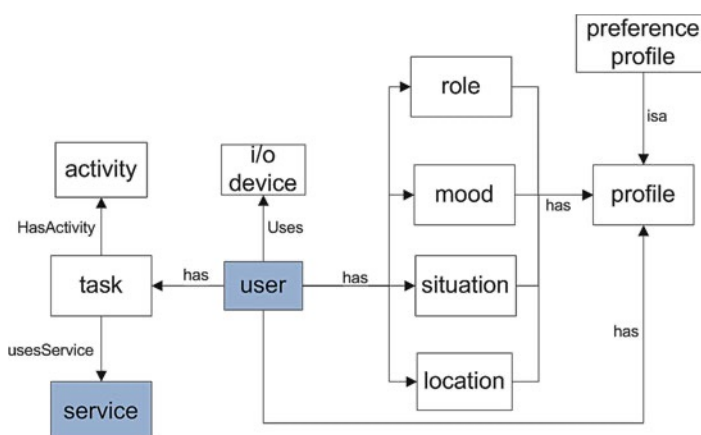 preference
profile
role
isa
i/o
device
activity
mood
has
profile
HasActivity
Uses
task
has
user
has
situation
usesService
has
location
service